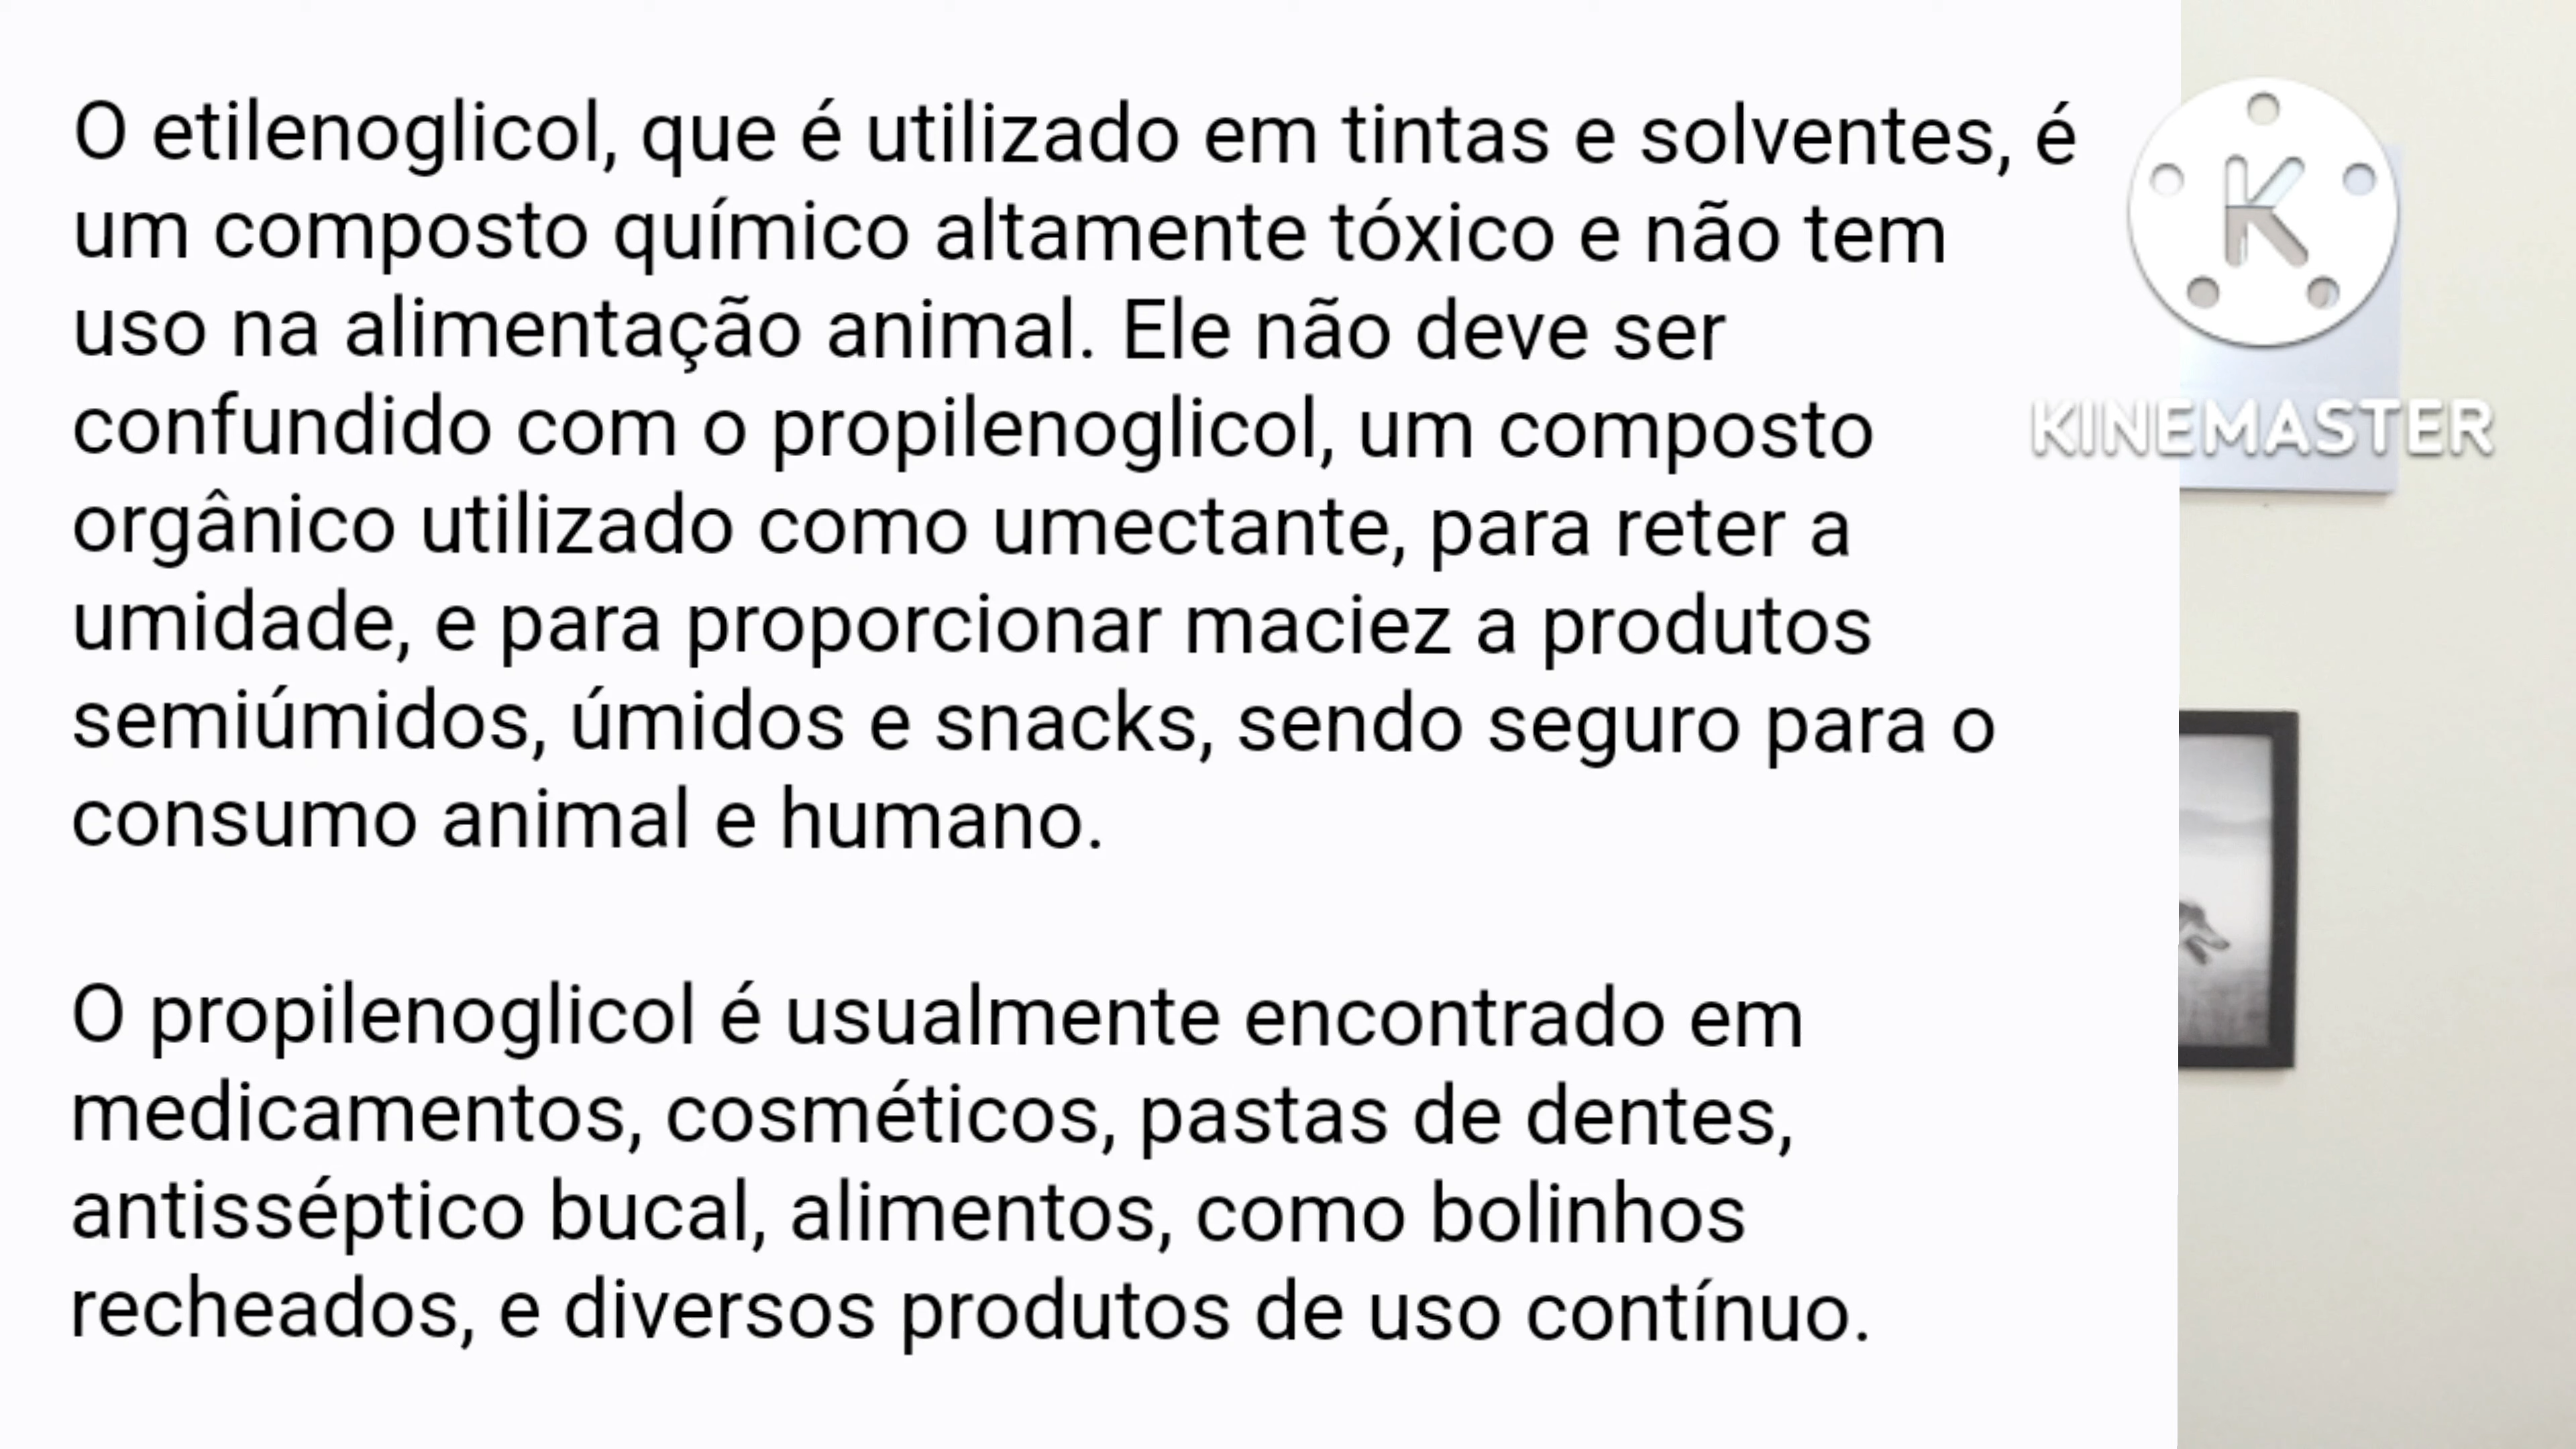 O etilenoglicol, que é utilizado em tintas e solventes, é
um composto químico altamente tóxico e não tem
uso na alimentação animal. Ele não deve ser
confundido com o propilenoglicol, um composto
orgânico utilizado como umectante, para reter a
umidade, e para proporcionar maciez a produtos
semiúmidos, úmidos e snacks, sendo seguro para o
consumo animal e humano.
O propilenoglicol é usualmente encontrado em
medicamentos, cosméticos, pastas de dentes,
antisséptico bucal, alimentos, como bolinhos
recheados, e diversos produtos de uso contínuo.
K
KINEMASTER